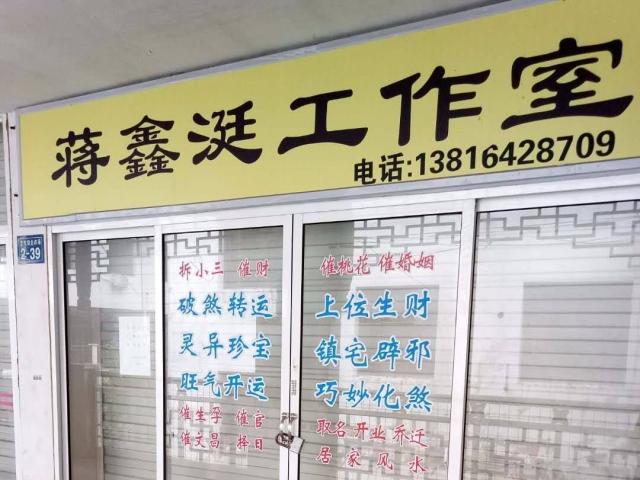 蒋鑫涏工作室
电话:13816428709
2-39
拆小三 催财
破煞转运
灵异珍宝
旺气开运
催生孕 催官
催文昌 择日
催桃花 催婚姻
上位生财
镇宅辟邪
巧妙化煞
取名开业乔迁
居家风水